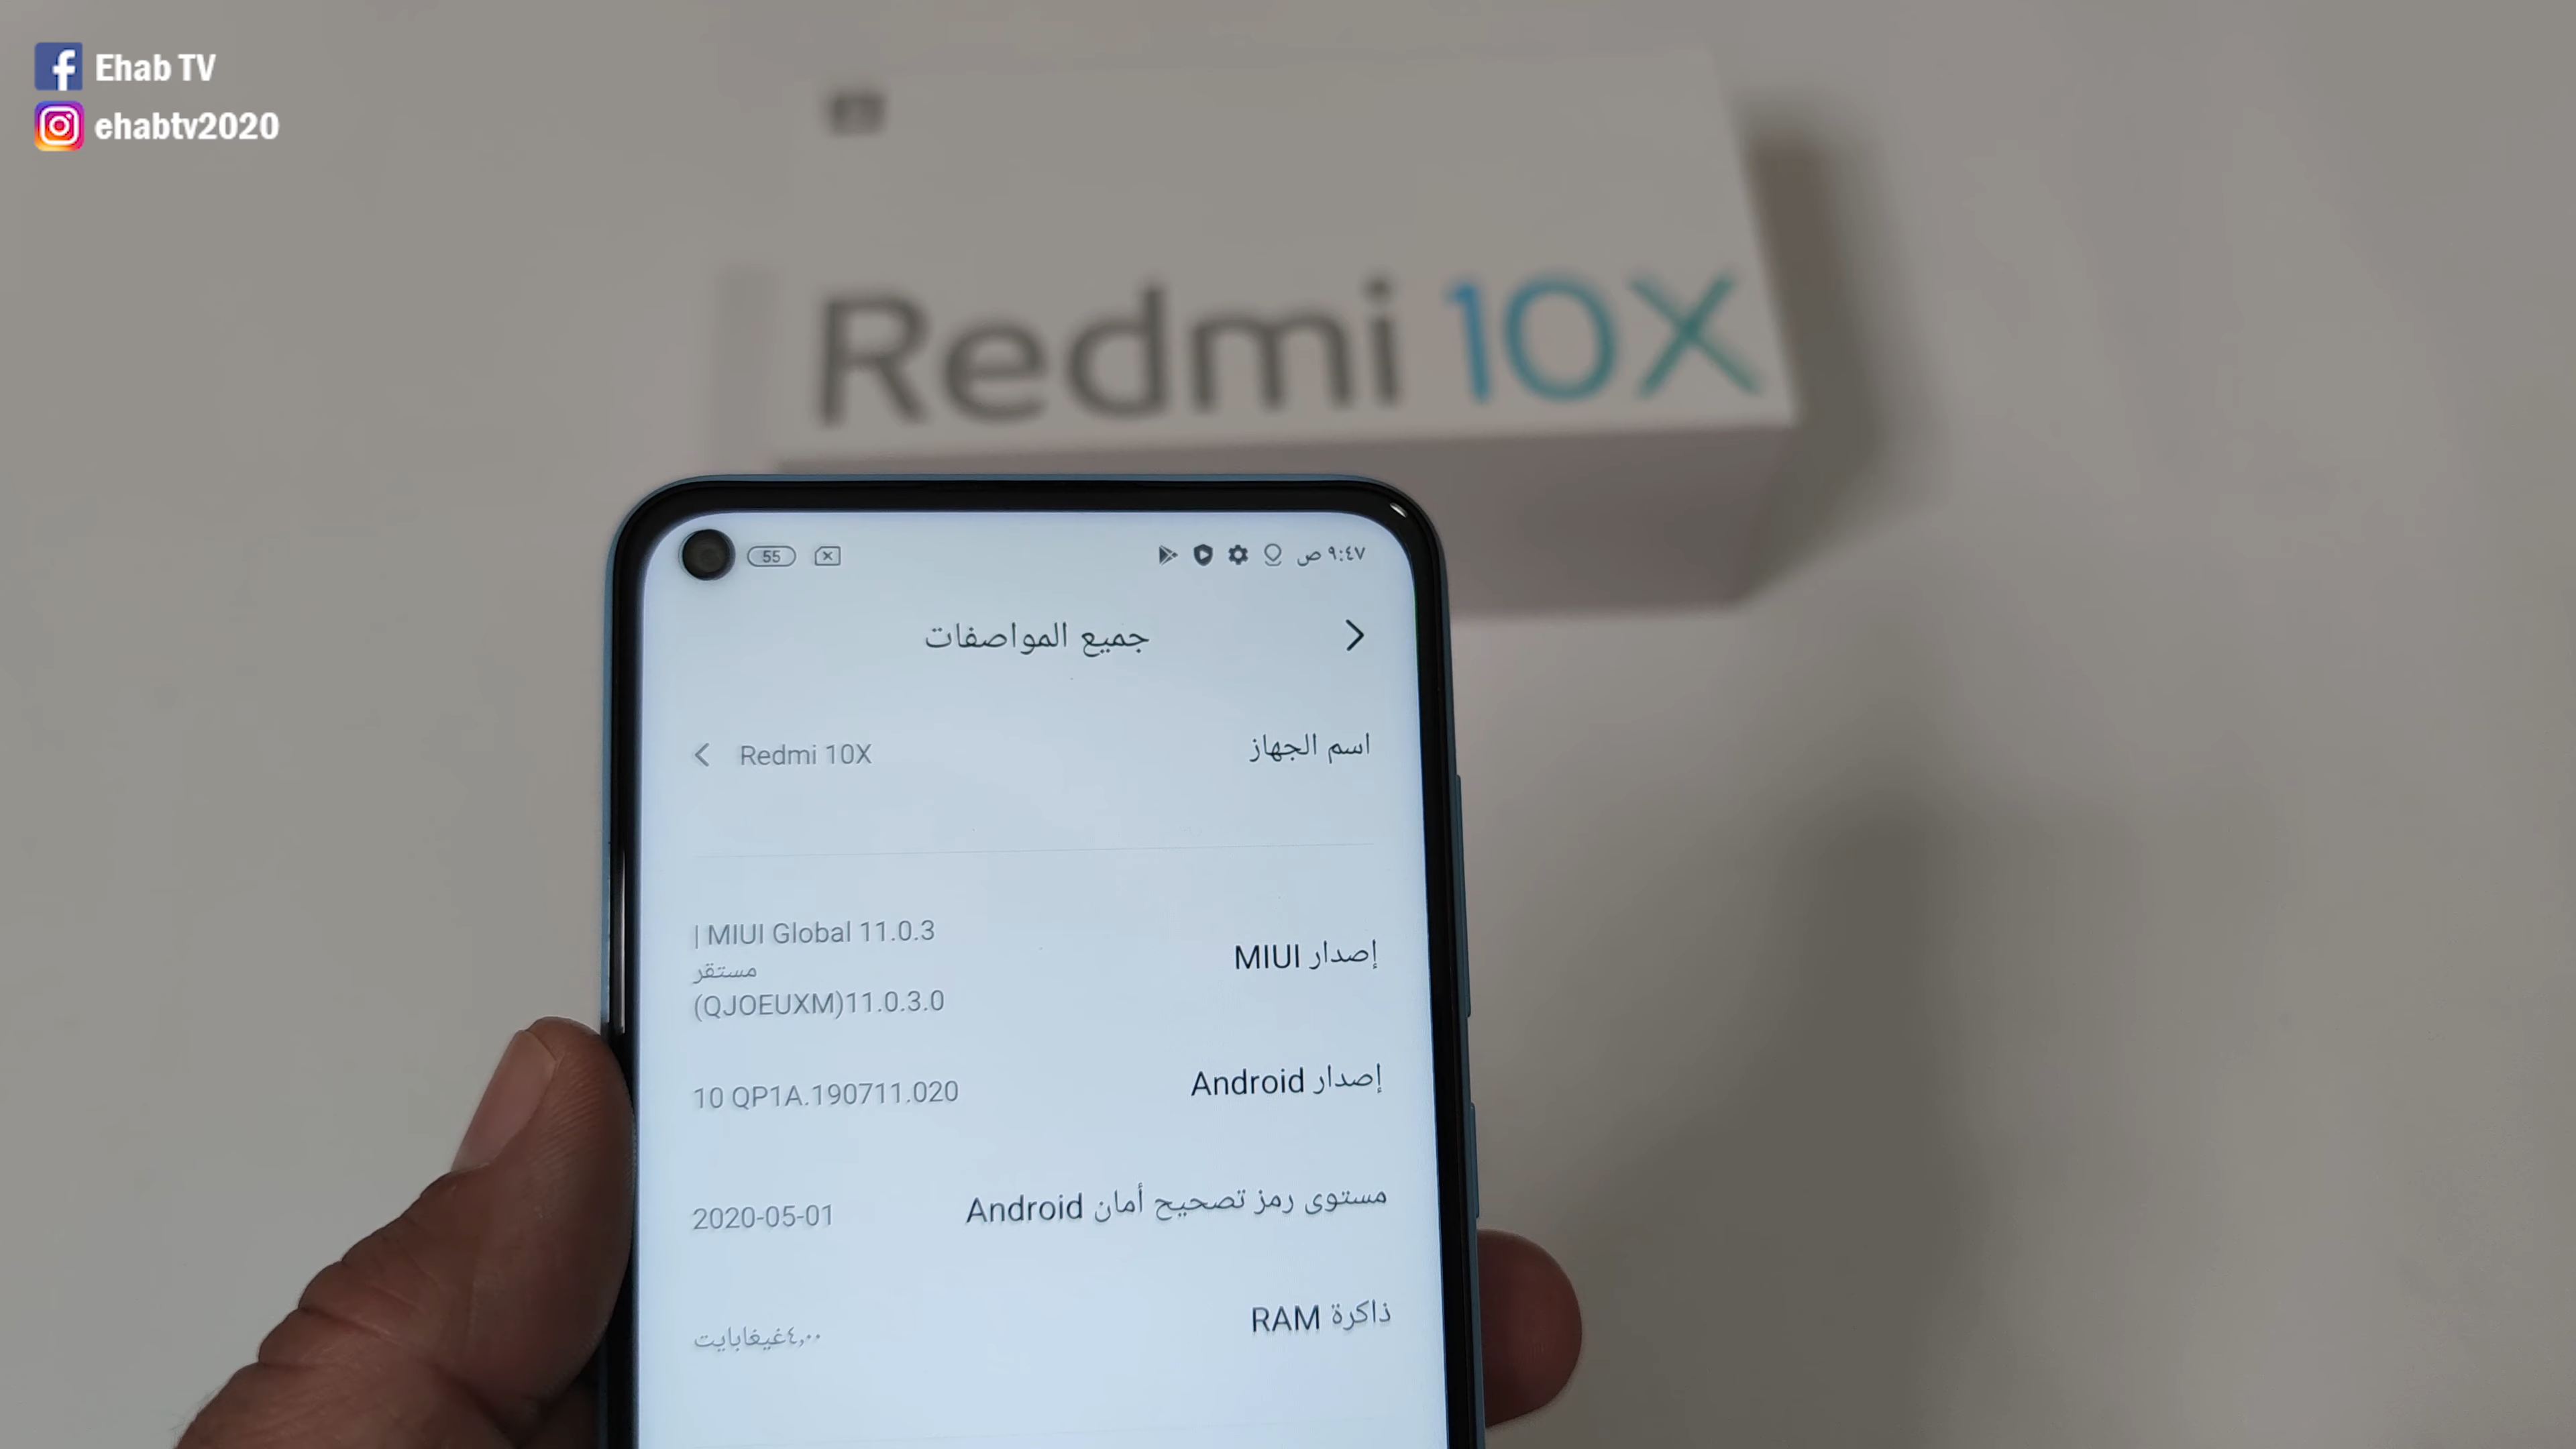 Ehab TV
ehabtv2020
Redmi 10X
55
٩:٤٧ ص
جميع المواصفات
اسم الجهاز
Redmi 10X
إصدار MIUI
MIUI Global 11.0.3 |
مستقر
(QJOEUXM)11.0.3.0
إصدار Android
10 QP1A.190711.020
مستوى رمز تصحيح أمان Android
2020-05-01
ذاكرة RAM
٤,٠٠غيغابايت